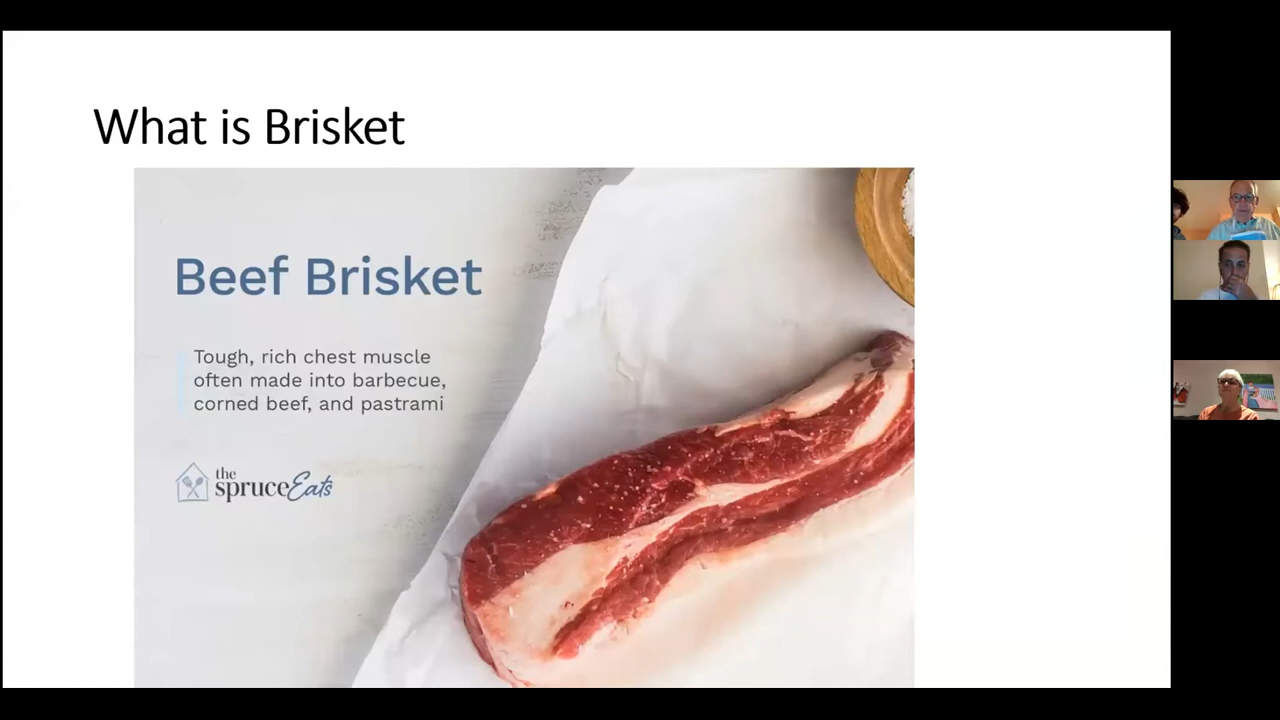 What is Brisket
Beef Brisket
Tough, rich chest muscle
often made into barbecue,
corned beef, and pastrami
the
spruceEats